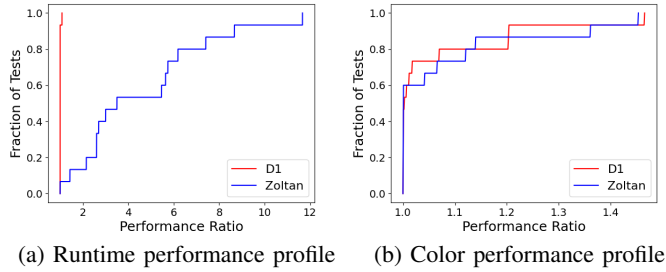 Fraction of Tests
1.0
0.8
0.6
0.4
0.2
0.0
D1
Zoltan
2 4 6 8 10 12
Performance Ratio
(a) Runtime performance profile
Fraction of Tests
1.0
0.8
0.6
0.4
0.2
0.0
D1
Zoltan
1.0 1.1 1.2 1.3 1.4
Performance Ratio
(b) Color performance profile